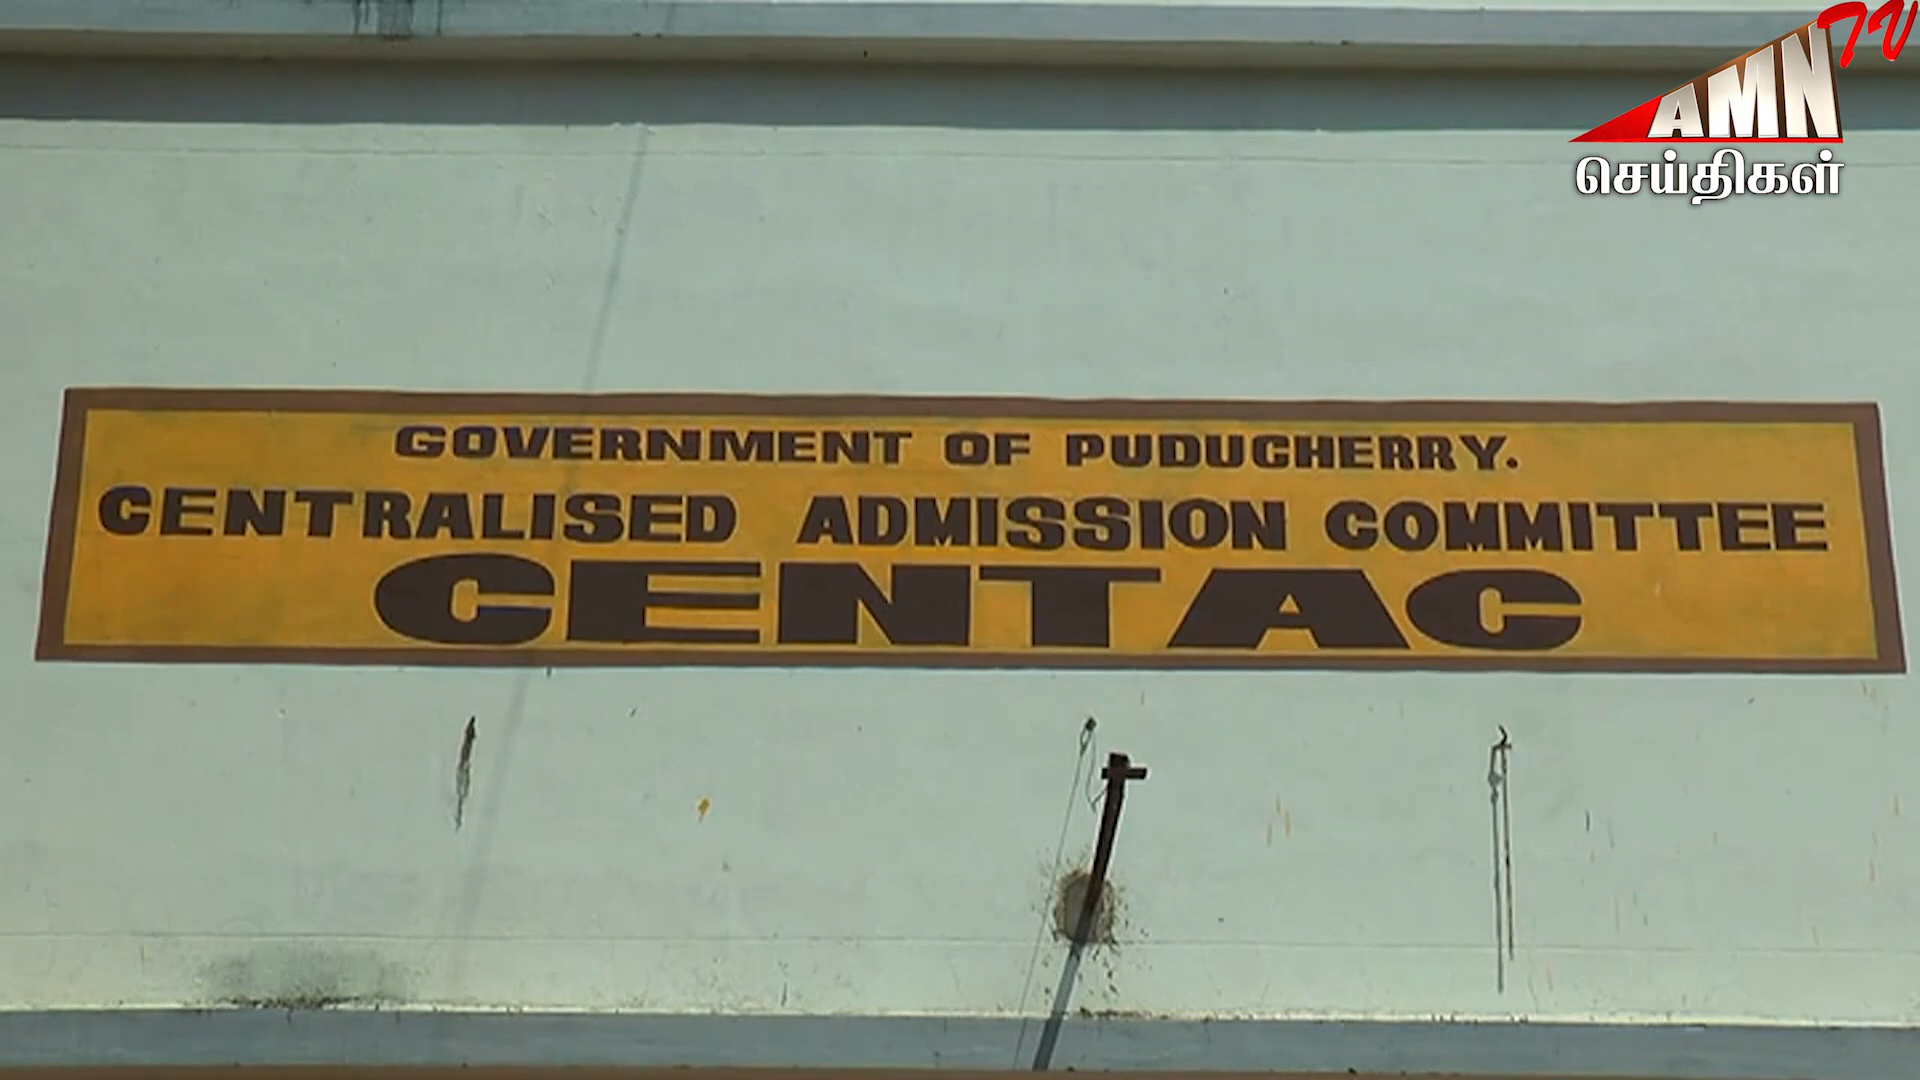 AMN TV
செய்திகள்
GOVERNMENT OF PUDUCHERRY.
CENTRALISED ADMISSION COMMITTEE
CENTAC